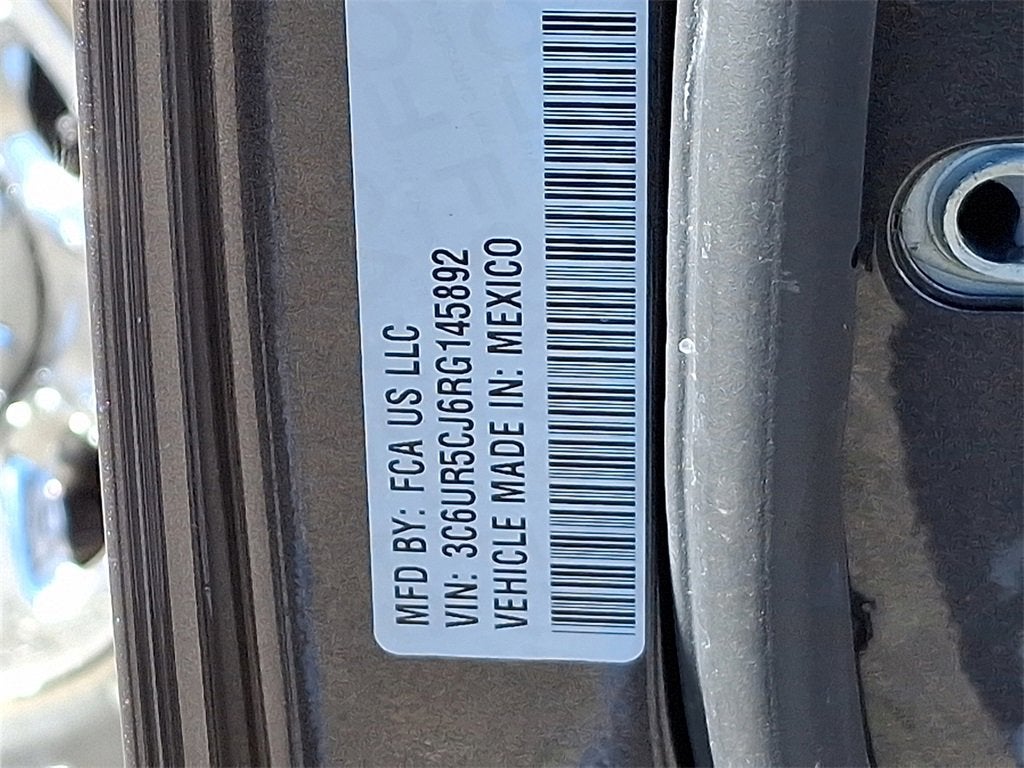 MFD BY: FCA US LLC
VIN: 3C6UR5CJ6RG145892
VEHICLE MADE IN: MEXICO